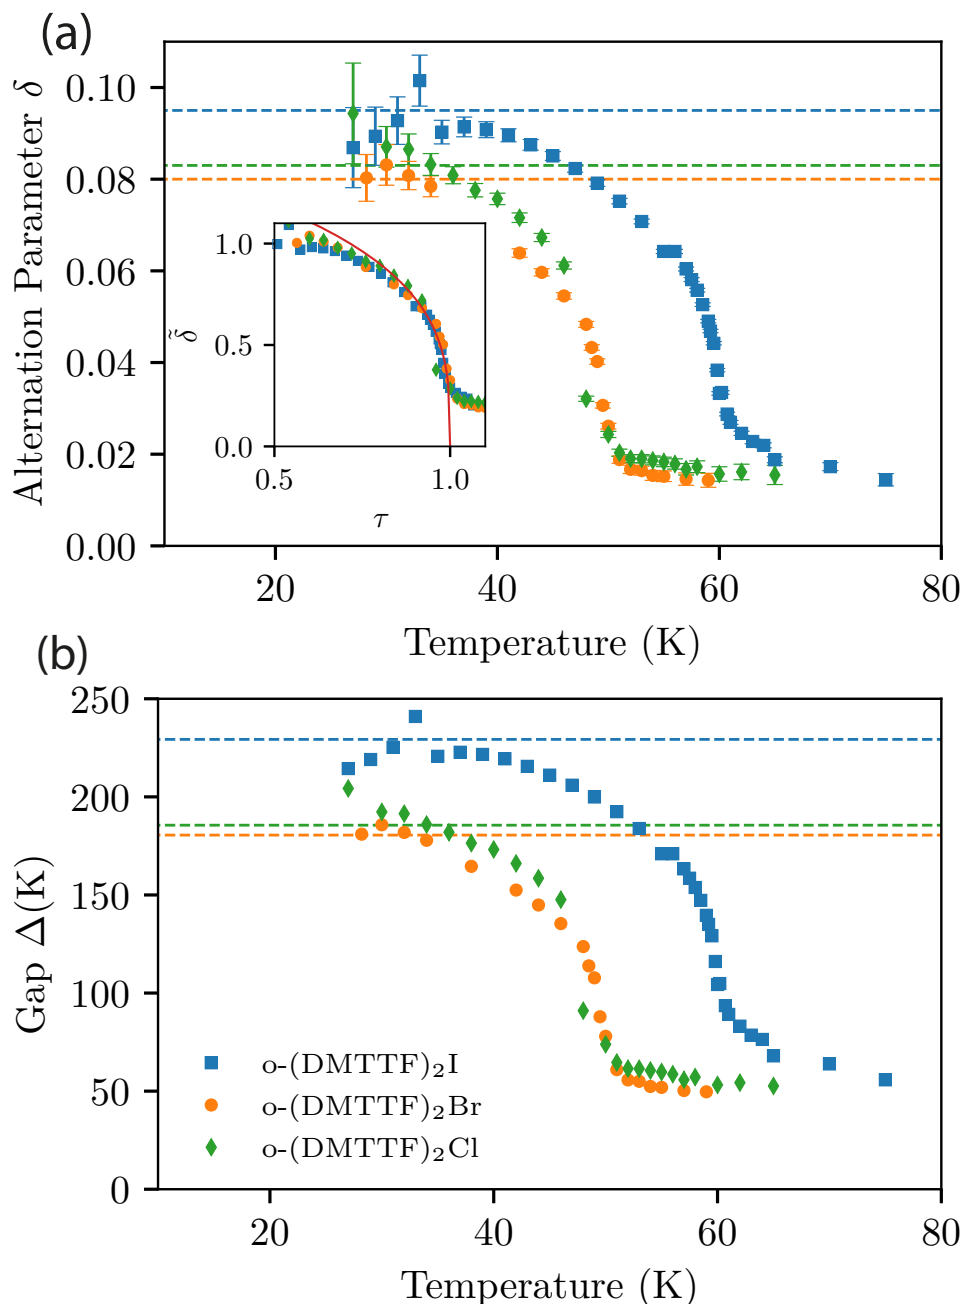 (a)
Alternation Parameter δ
0.10
0.08
0.06
0.04
0.02
0.00
1.0
0.5
0.0
δ̃
0.5
1.0
τ
20
40
60
80
Temperature (K)
(b)
Gap Δ(K)
250
200
150
100
50
0
o-(DMTTF)₂I
o-(DMTTF)₂Br
o-(DMTTF)₂Cl
20
40
60
80
Temperature (K)